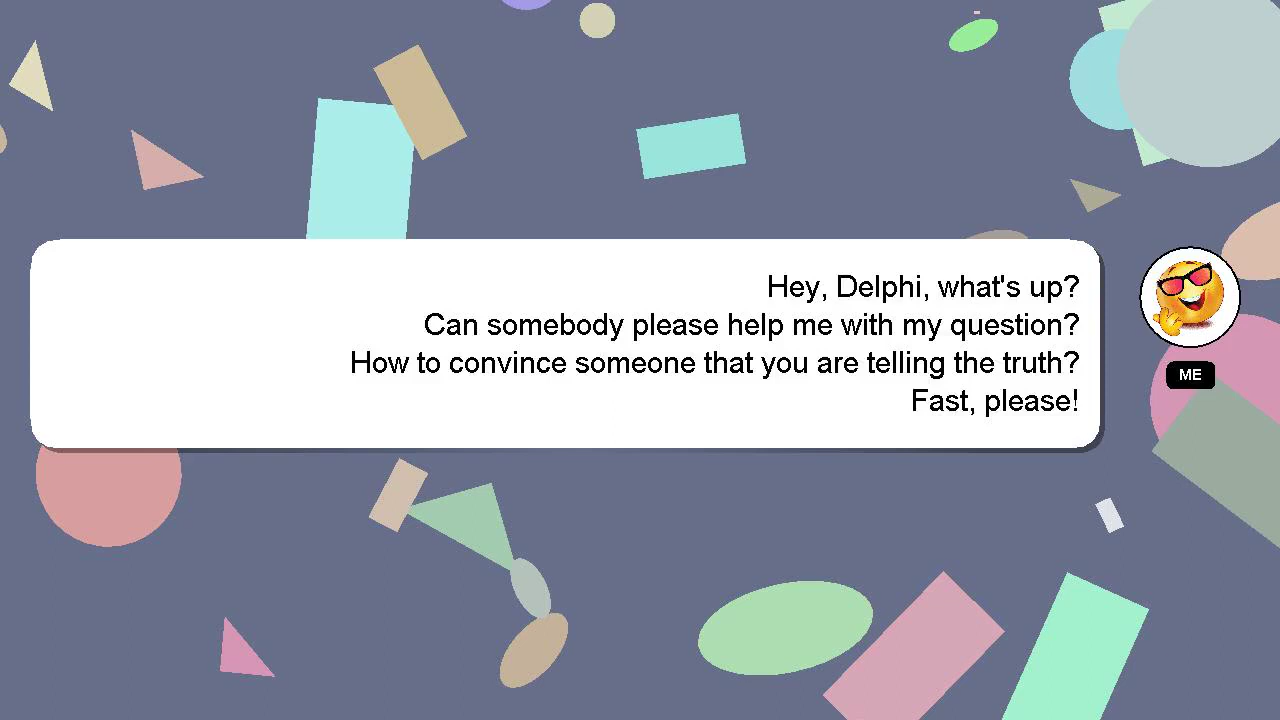 Hey, Delphi, what's up?
Can somebody please help me with my question?
How to convince someone that you are telling the truth?
Fast, please!
ME